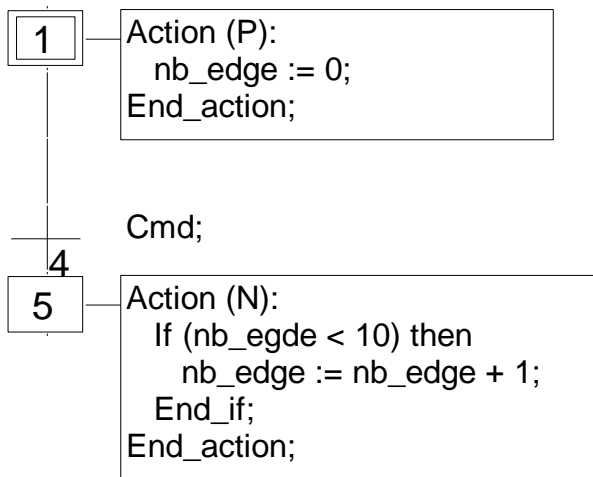 1
Action (P):
nb_edge := 0;
End_action;
Cmd;
4
5
Action (N):
If (nb_egde < 10) then
nb_edge := nb_edge + 1;
End_if;
End_action;